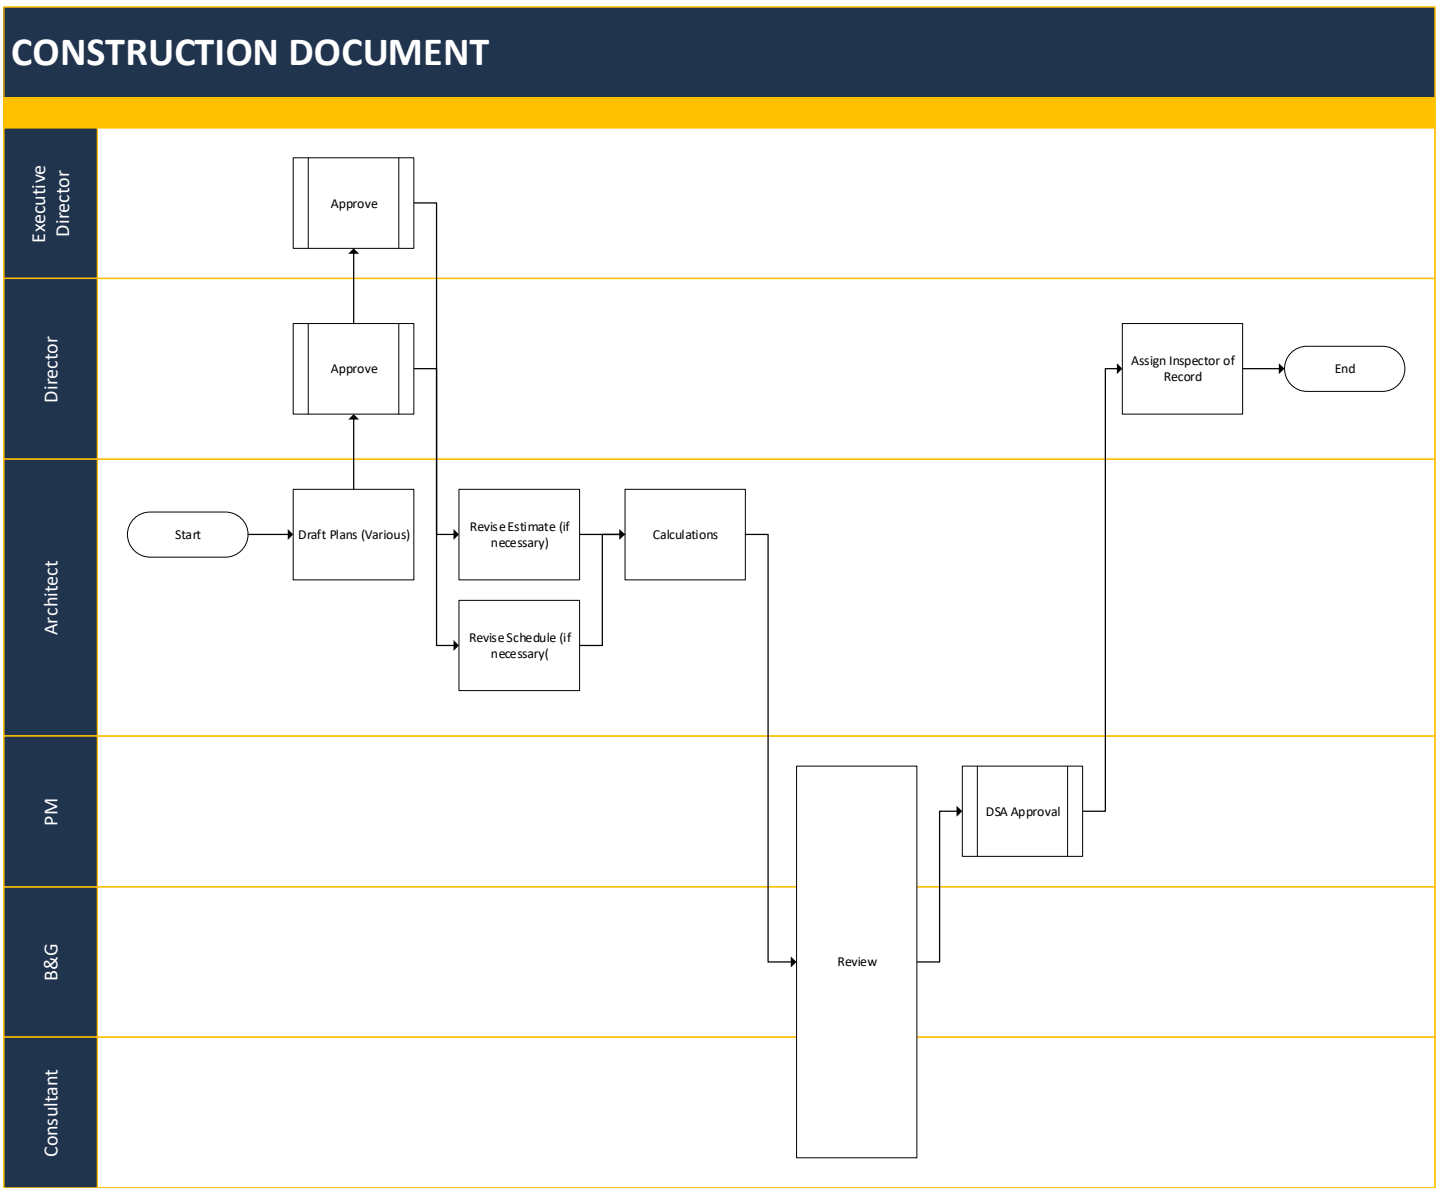 CONSTRUCTION DOCUMENT
Executive
Director
Approve
Director
Approve
Assign Inspector of
Record
End
Architect
Start
Draft Plans (Various)
Revise Estimate (if
necessary)
Calculations
Revise Schedule (if
necessary(
PM
DSA Approval
B&G
Review
Consultant